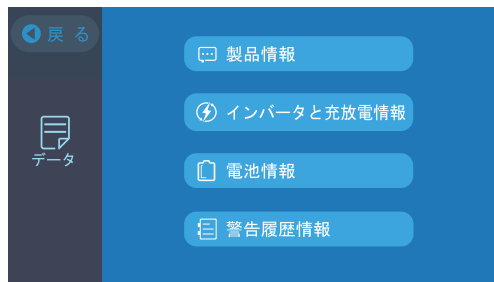 戻る
データ
製品情報
インバータと充放電情報
電池情報
警告履歴情報